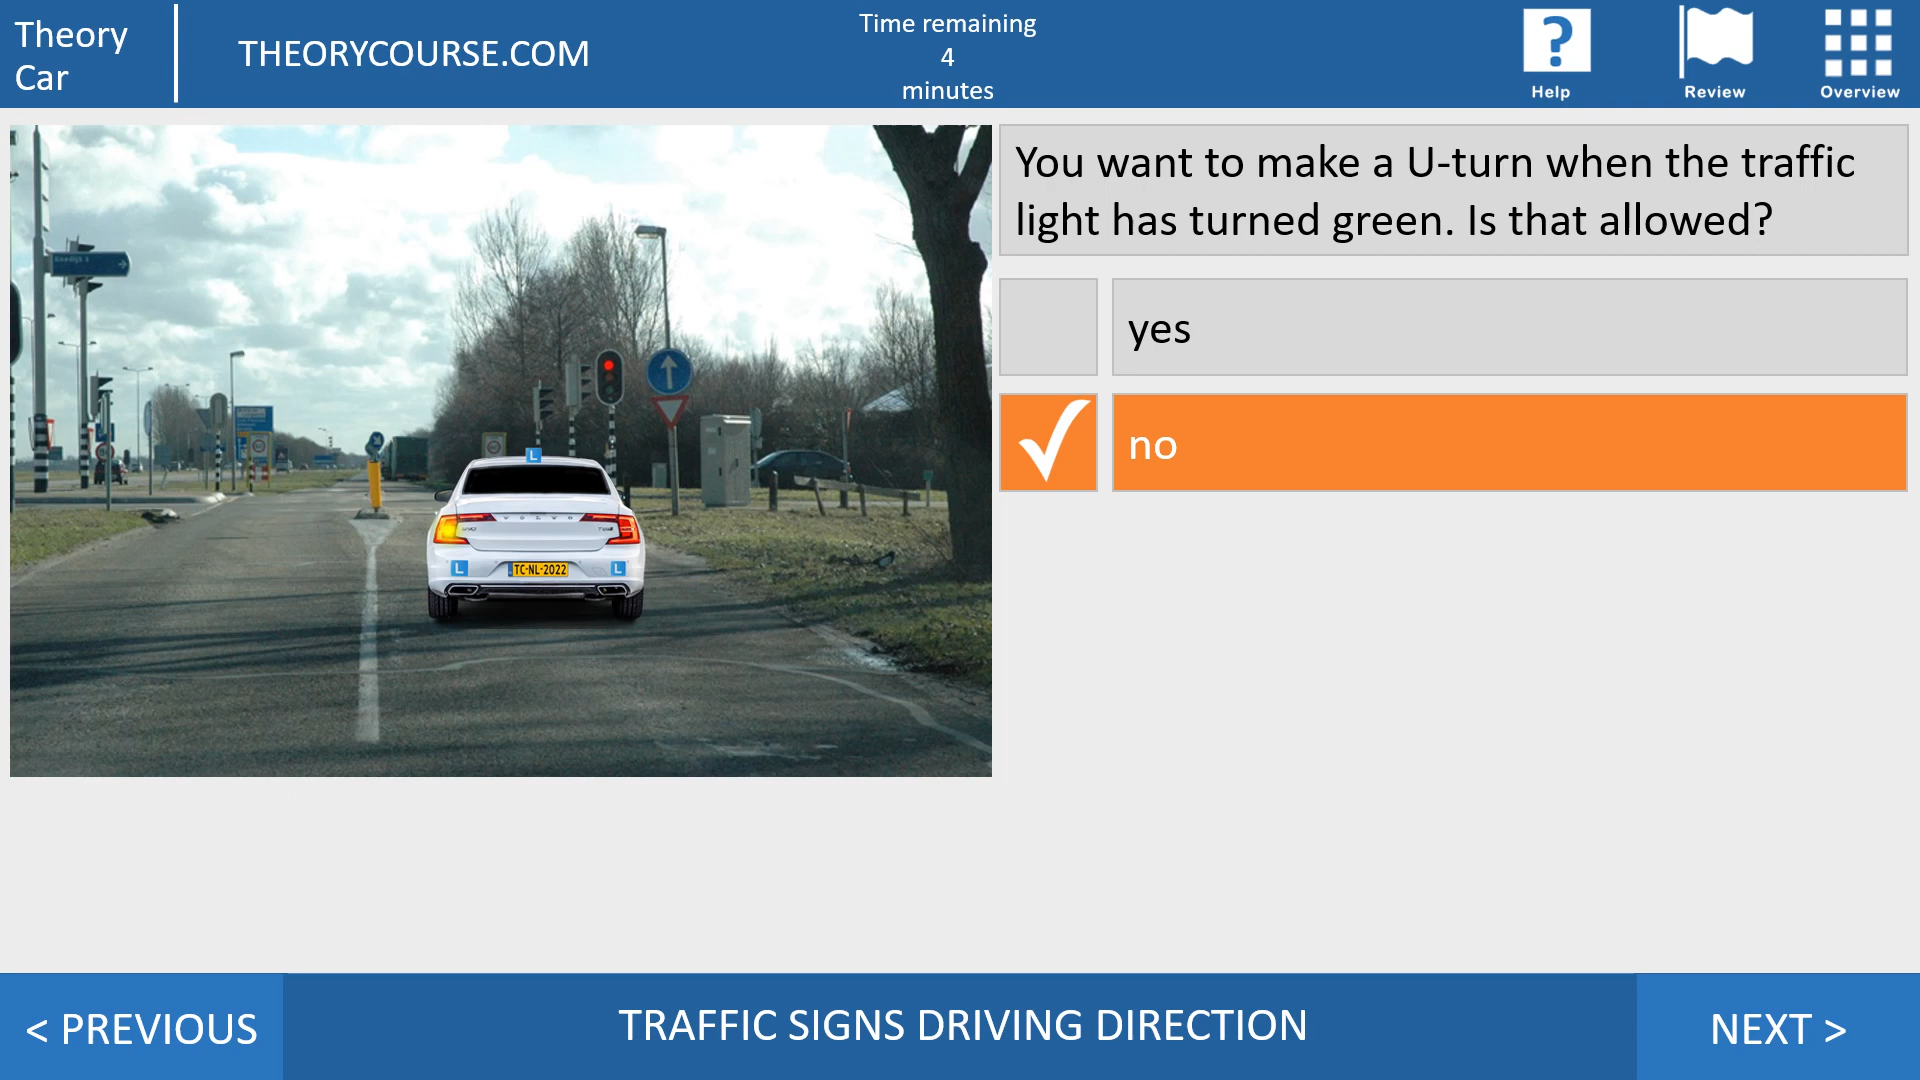 Theory
Car
THEORYCOURSE.COM
Time remaining
4
minutes
Help
Review
Overview
You want to make a U-turn when the traffic
light has turned green. Is that allowed?
yes
no
L
VOLVO
L
TC-NL-2022
L
< PREVIOUS
TRAFFIC SIGNS DRIVING DIRECTION
NEXT >